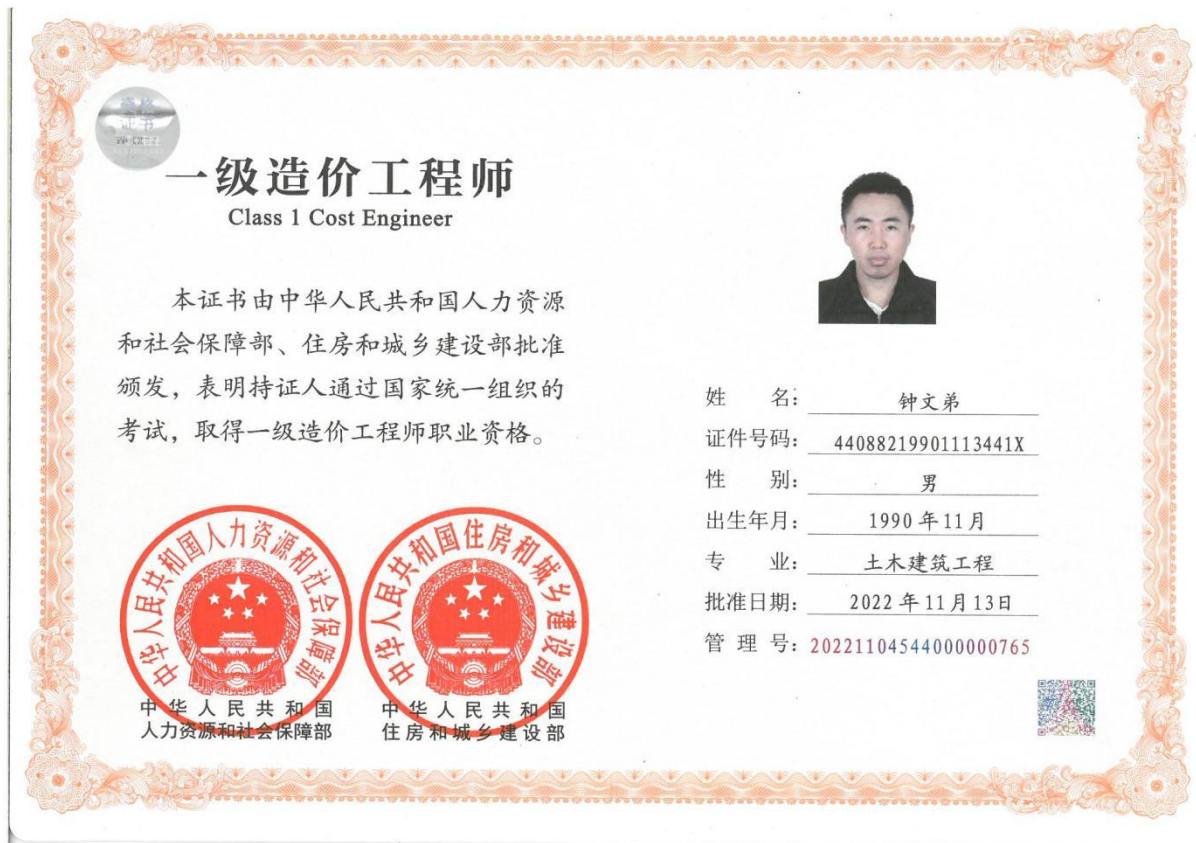 一级造价工程师
Class 1 Cost Engineer
本证书由中华人民共和国人力资源
和社会保障部、住房和城乡建设部批准
颁发，表明持证人通过国家统一组织的
考试，取得一级造价工程师职业资格。
中华人民共和国人力资源和社会保障部
中华人民共和国
人力资源和社会保障部
中华人民共和国住房和城乡建设部
中华人民共和国
住房和城乡建设部
姓 名：钟文弟
证件号码：44088219901113441X
性 别：男
出生年月：1990年11月
专 业：土木建筑工程
批准日期：2022年11月13日
管 理 号：20221104544000000765